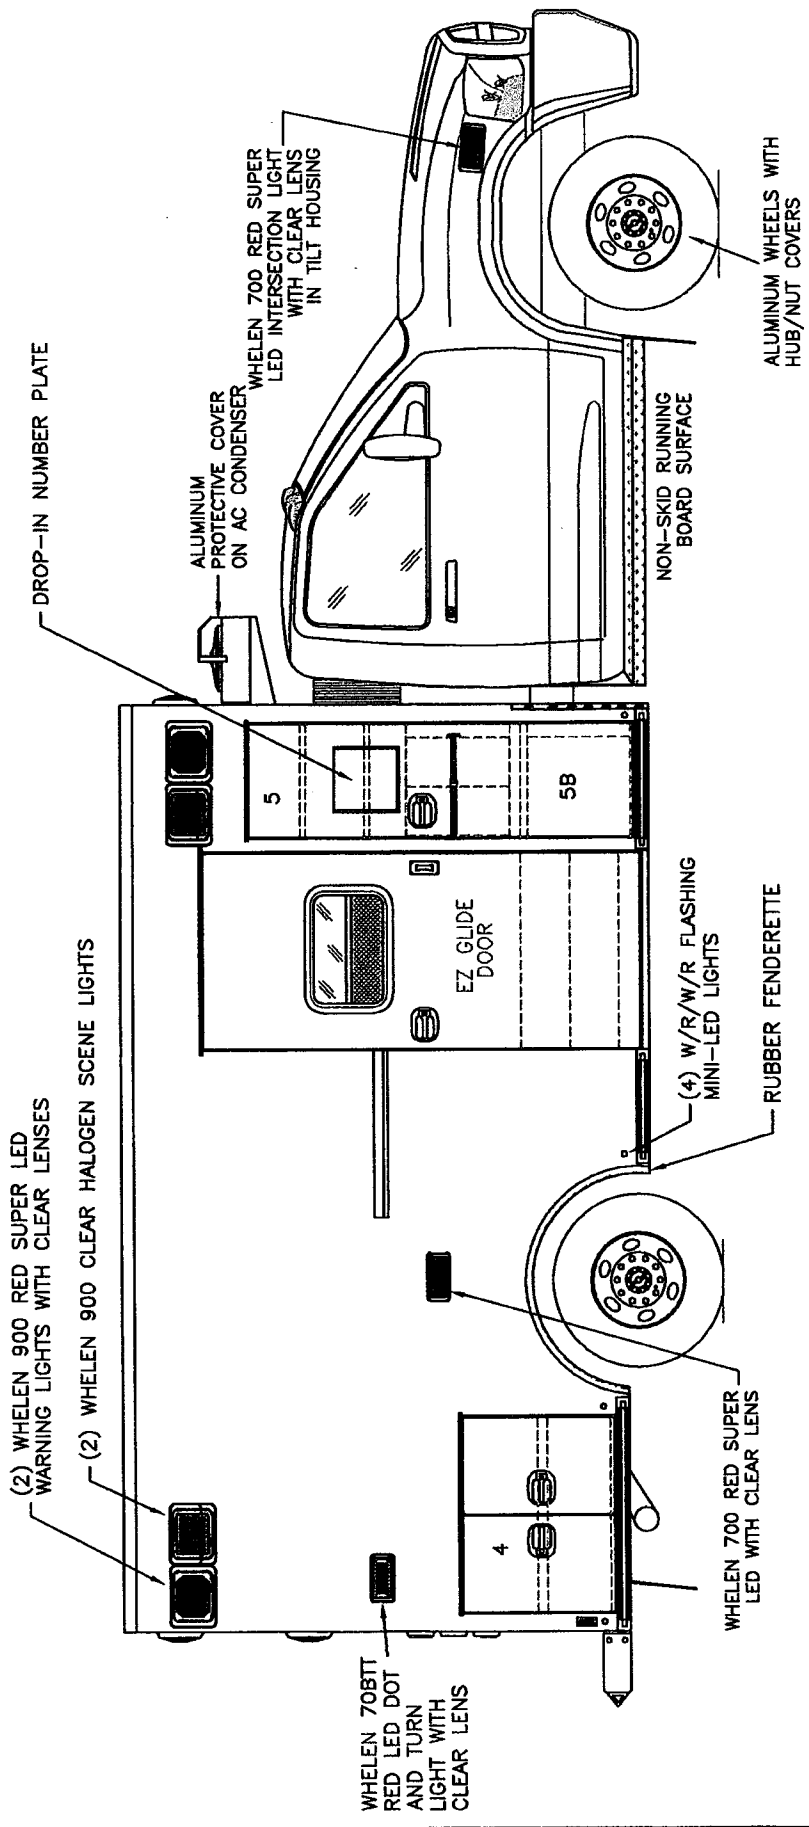 (2) WHELEN 900 RED SUPER LED
WARNING LIGHTS WITH CLEAR LENSES
(2) WHELEN 900 CLEAR HALOGEN SCENE LIGHTS
DROP-IN NUMBER PLATE
ALUMINUM
PROTECTIVE COVER
ON AC CONDENSER
WHELEN 700 RED SUPER
LED INTERSECTION LIGHT
WITH CLEAR LENS
IN TILT HOUSING
WHELEN 70BTT
RED LED DOT
AND TURN
LIGHT WITH
CLEAR LENS
4
EZ GLIDE
DOOR
5
5B
WHELEN 700 RED SUPER
LED WITH CLEAR LENS
(4) W/R/W/R FLASHING
MINI-LED LIGHTS
RUBBER FENDERETTE
NON-SKID RUNNING
BOARD SURFACE
ALUMINUM WHEELS WITH
HUB/NUT COVERS